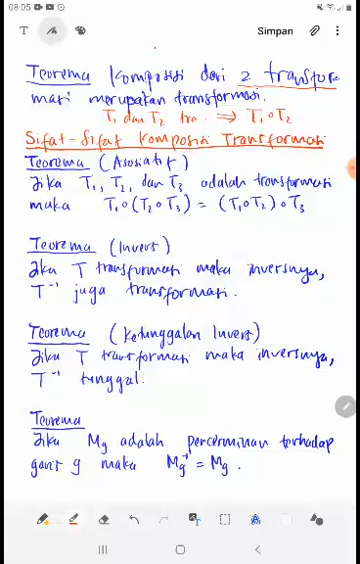 08:05
Simpan
Teorema Komposisi dari 2 transfor-
masi merupakan transformasi.
T₁ dan T₂ tra. ⇒ T₁∘T₂
Sifat-Sifat Komposisi Transformasi
Teorema (Asosiatif)
Jika T₁, T₂, dan T₃ adalah transformasi
maka T₁∘(T₂∘T₃) = (T₁∘T₂)∘T₃
Teorema (Invers)
Jika T transformasi maka inversnya,
T⁻¹ juga transformasi.
Teorema (Ketunggalan Invers)
Jika T transformasi maka inversnya,
T⁻¹ tunggal.
Teorema
Jika Mg adalah pencerminan terhadap
garis g maka Mg⁻¹ = Mg.